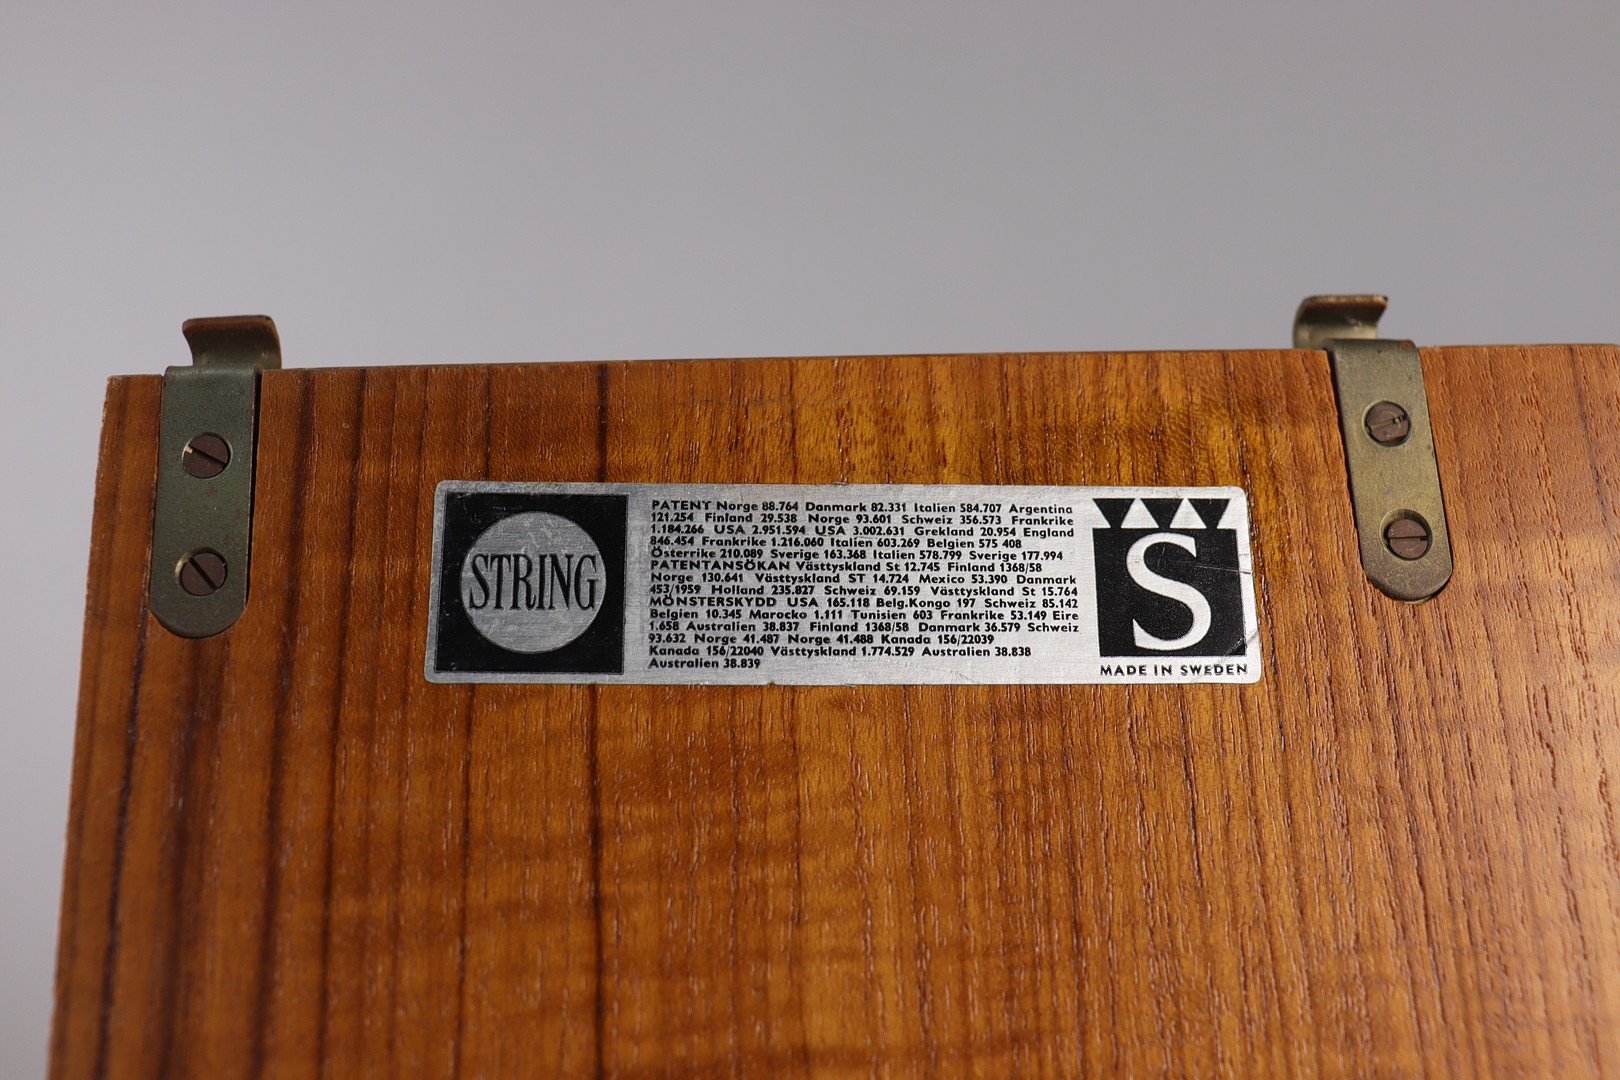 STRING
PATENT Norge 88.764 Danmark 82.331 Italien 584.707 Argentina
121.254 Finland 29.538 Norge 93.601 Schweiz 356.573 Frankrike
1.184.266 USA 2.951.594 USA 3.002.631 Grekland 20.954 England
846.454 Frankrike 1.216.060 Italien 603.269 Belgien 575 408
Österrike 210.089 Sverige 163.368 Italien 578.799 Sverige 177.994
PATENTANSÖKAN Västtyskland St 12.745 Finland 1368/58
Norge 130.641 Västtyskland ST 14.724 Mexico 53.390 Danmark
453/1959 Holland 235.827 Schweiz 69.159 Västtyskland St 15.764
MÖNSTERSKYDD USA 165.118 Belg.Kongo 197 Schweiz 85.142
Belgien 10.345 Marocko 1.111 Tunisien 603 Frankrike 53.149 Eire
1.658 Australien 38.837 Finland 1368/58 Danmark 36.579 Schweiz
93.632 Norge 41.487 Norge 41.488 Kanada 156/22039
Kanada 156/22040 Västtyskland 1.774.529 Australien 38.838
Australien 38.839
S
MADE IN SWEDEN